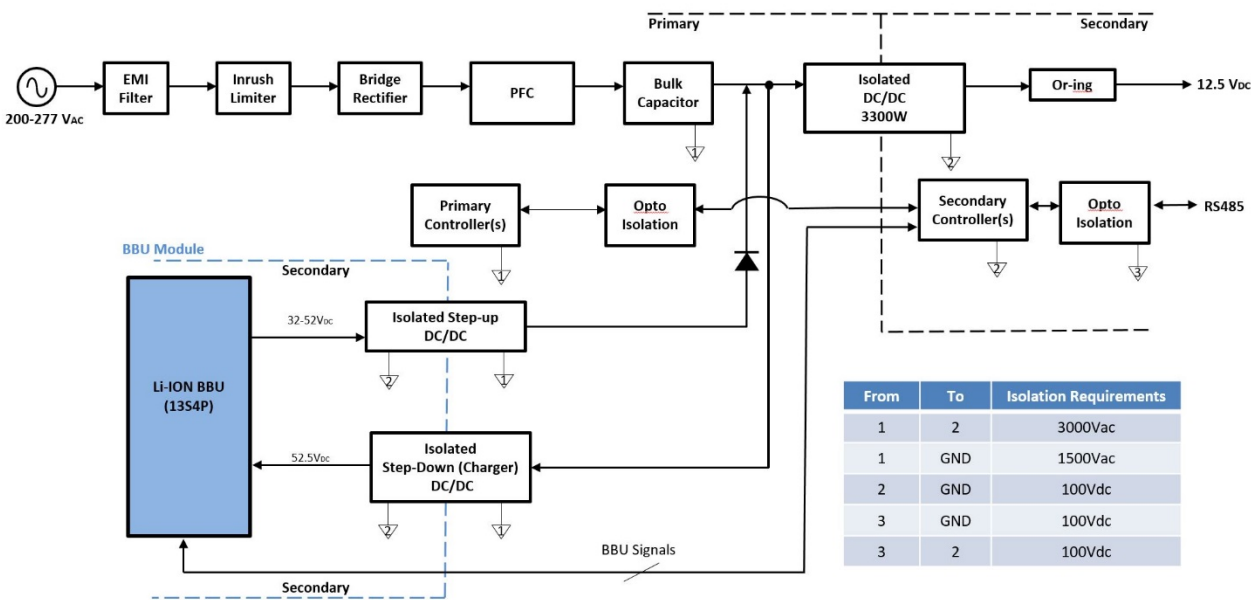 Primary
Secondary
EMI
Filter
Inrush
Limiter
Bridge
Rectifier
PFC
Bulk
Capacitor
Isolated
DC/DC
3300W
Or-ing
12.5 VDC
200-277 VAC
1
2
Primary
Controller(s)
Opto
Isolation
Secondary
Controller(s)
Opto
Isolation
RS485
1
2
3
BBU Module
Secondary
Li-ION BBU
(13S4P)
32-52VDC
Isolated Step-up
DC/DC
2
1
52.5VDC
Isolated
Step-Down (Charger)
DC/DC
2
1
BBU Signals
Secondary
From To Isolation Requirements
1 2 3000Vac
1 GND 1500Vac
2 GND 100Vdc
3 GND 100Vdc
3 2 100Vdc